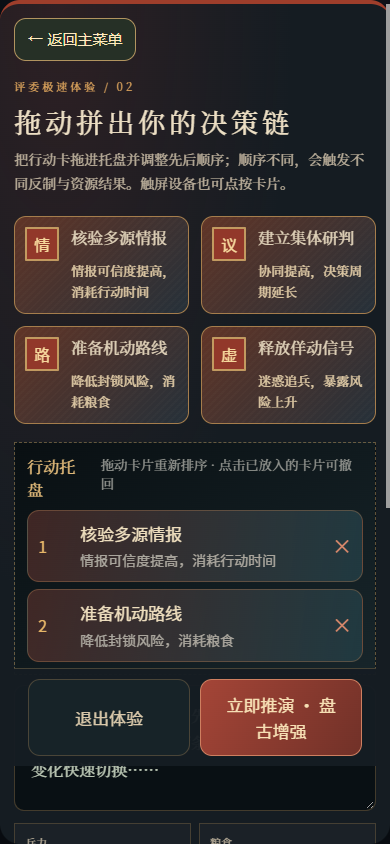 ← 返回主菜单
评委极速体验 / 02
拖动拼出你的决策链
把行动卡拖进托盘并调整先后顺序；顺序不同，会触发不
同反制与资源结果。触屏设备也可点按卡片。
情
核验多源情报
情报可信度提高，
消耗行动时间
议
建立集体研判
协同提高，决策周
期延长
路
准备机动路线
降低封锁风险，消
耗粮食
虚
释放佯动信号
迷惑追兵，暴露风
险上升
行动托
盘
拖动卡片重新排序 · 点击已放入的卡片可撤
回
1
核验多源情报
情报可信度提高，消耗行动时间
×
2
准备机动路线
降低封锁风险，消耗粮食
×
退出体验
立即推演 · 盘
古增强
变化快速切换……
兵力
粮食